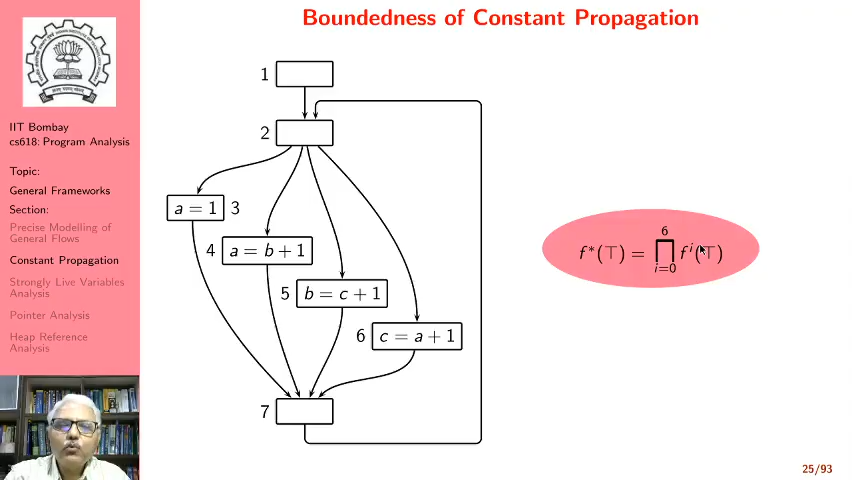 Boundedness of Constant Propagation
IIT Bombay
cs618: Program Analysis
Topic:
General Frameworks
Section:
Precise Modelling of
General Flows
Constant Propagation
Strongly Live Variables
Analysis
Pointer Analysis
Heap Reference
Analysis
1
2
a = 1 3
4 a = b + 1
5 b = c + 1
6 c = a + 1
7
6
f*(⊤) = ⨅ fⁱ(⊤)
i=0
25/93